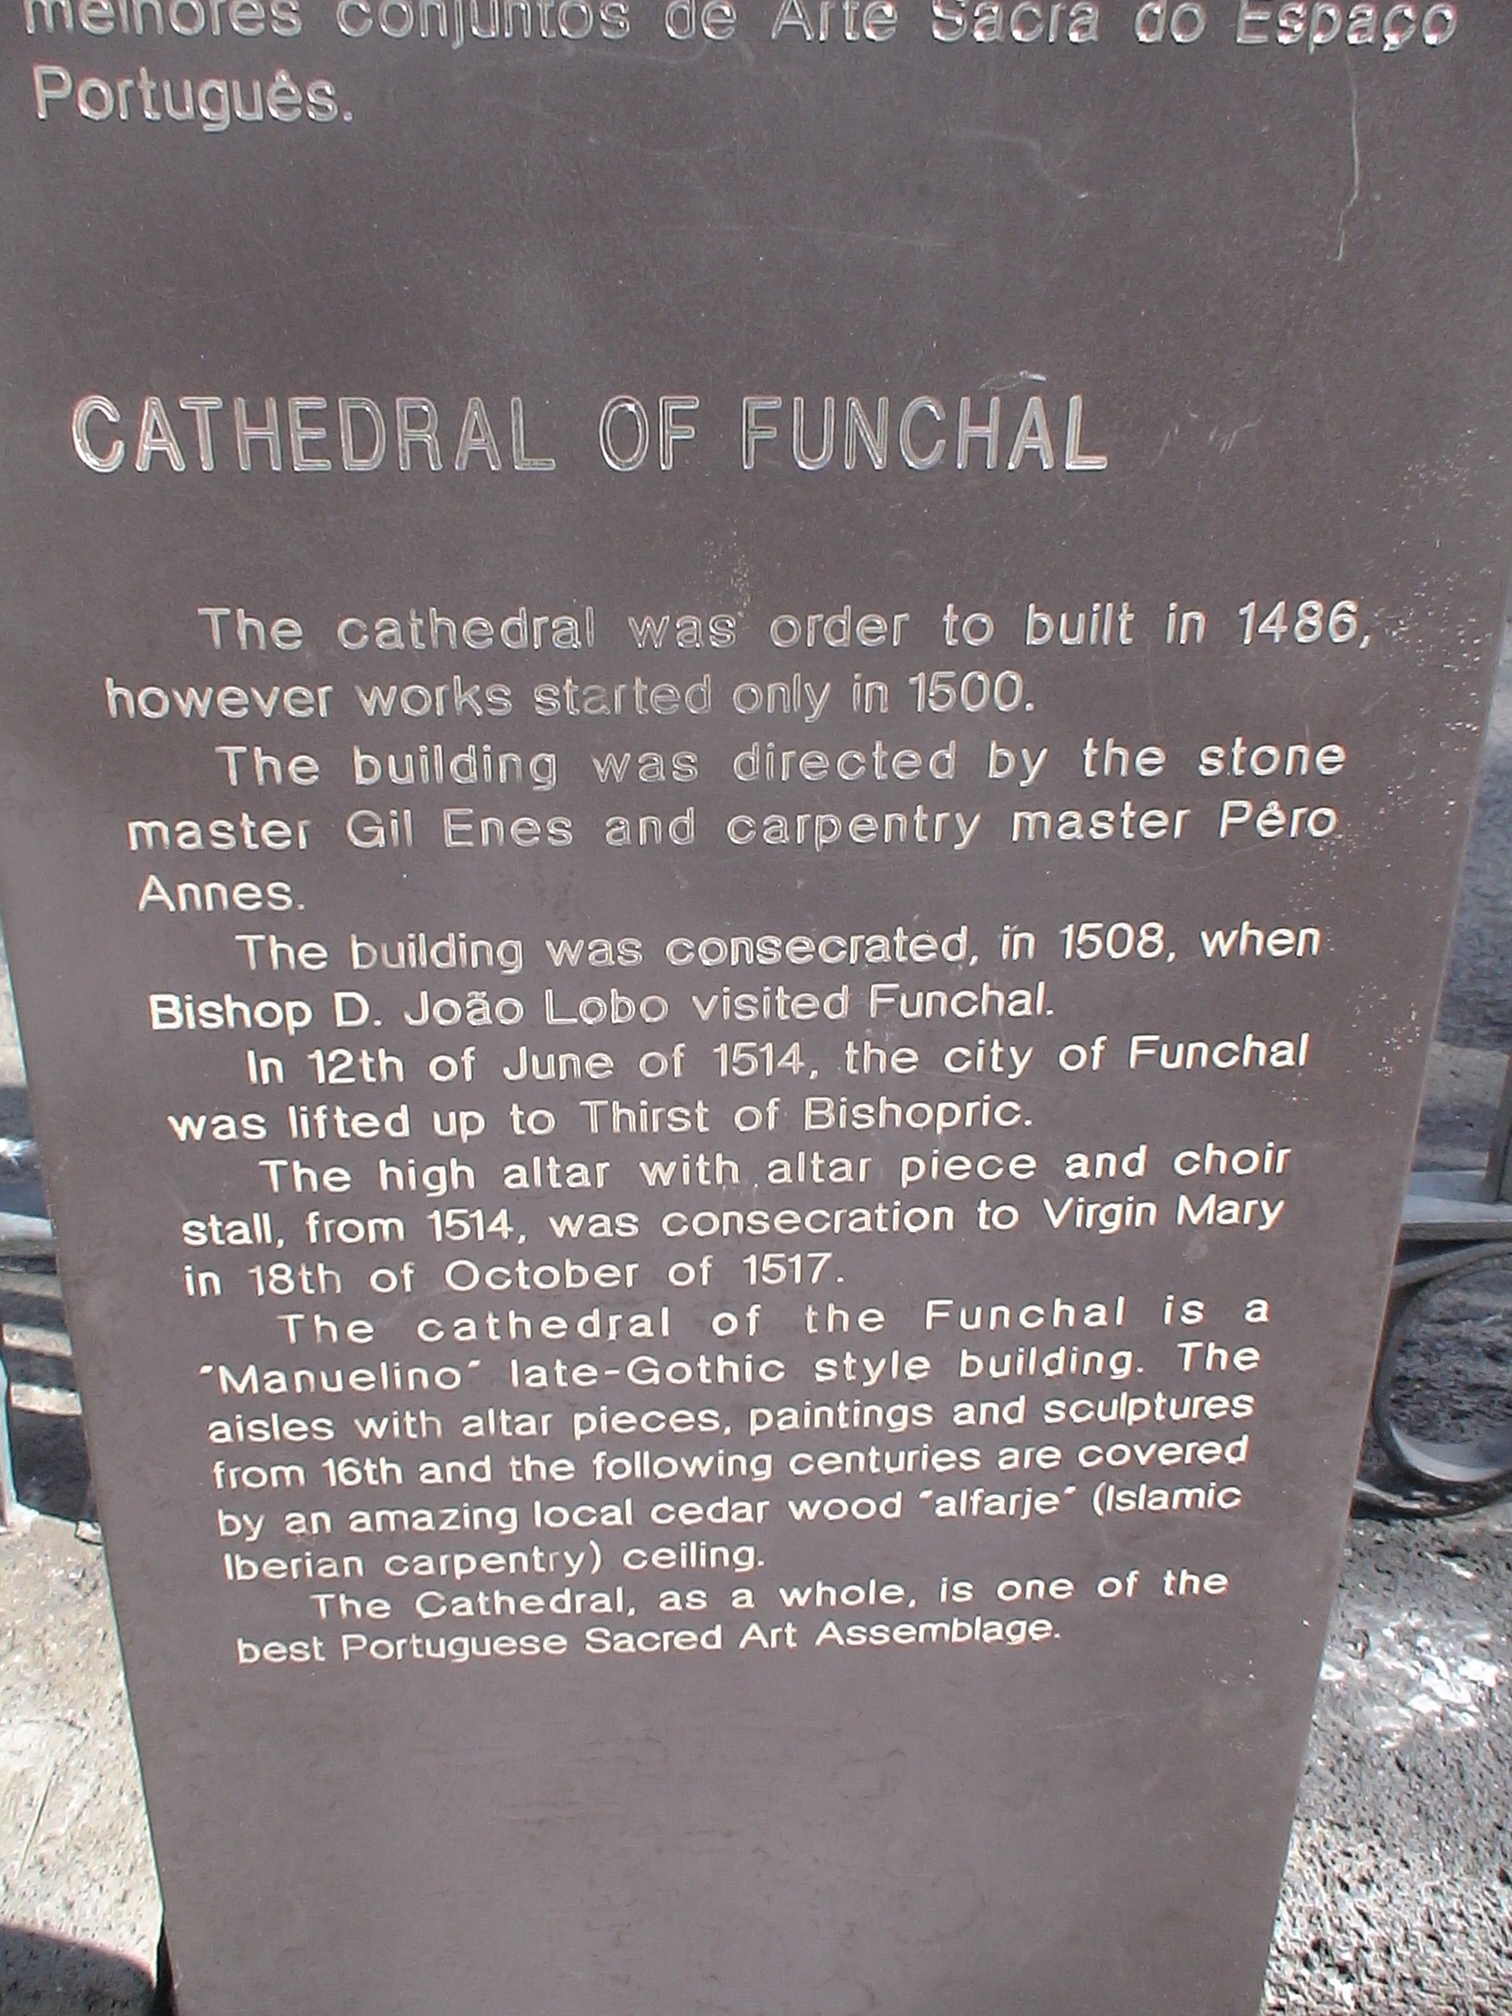 melhores conjuntos de Arte Sacra do Espaço
Português.
CATHEDRAL OF FUNCHAL
The cathedral was order to built in 1486,
however works started only in 1500.
The building was directed by the stone
master Gil Enes and carpentry master Pêro
Annes.
The building was consecrated, in 1508, when
Bishop D. João Lobo visited Funchal.
In 12th of June of 1514, the city of Funchal
was lifted up to Thirst of Bishopric.
The high altar with altar piece and choir
stall, from 1514, was consecration to Virgin Mary
in 18th of October of 1517.
The cathedral of the Funchal is a
"Manuelino" late-Gothic style building. The
aisles with altar pieces, paintings and sculptures
from 16th and the following centuries are covered
by an amazing local cedar wood "alfarje" (Islamic
Iberian carpentry) ceiling.
The Cathedral, as a whole, is one of the
best Portuguese Sacred Art Assemblage.